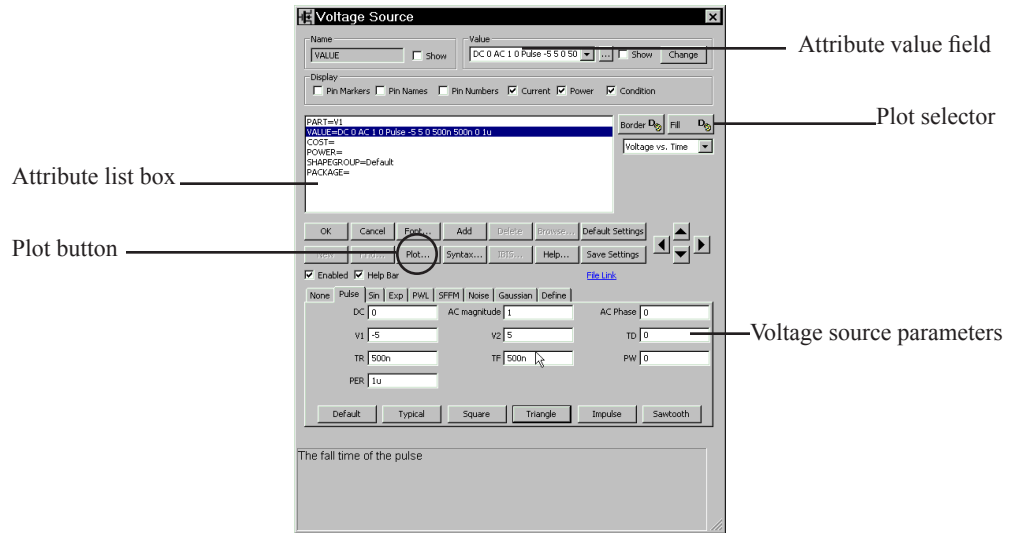 Voltage Source
Name Value
VALUE Show DC 0 AC 1 0 Pulse -5 5 0 50 ... Show Change
Attribute value field
Display
Pin Markers Pin Names Pin Numbers Current Power Condition
PART=V1
VALUE=DC 0 AC 1 0 Pulse -5 5 0 500n 500n 0 1u
COST=
POWER=
SHAPEGROUP=Default
PACKAGE=
Border Fill
Plot selector
Voltage vs. Time
Attribute list box
OK Cancel Font... Add Delete Browse... Default Settings
Plot button
New Find... Plot... Syntax... IBIS... Help... Save Settings
Enabled Help Bar File Link
None Pulse Sin Exp PWL SFFM Noise Gaussian Define
DC 0 AC magnitude 1 AC Phase 0
V1 -5 V2 5 TD 0
Voltage source parameters
TR 500n TF 500n PW 0
PER 1u
Default Typical Square Triangle Impulse Sawtooth
The fall time of the pulse